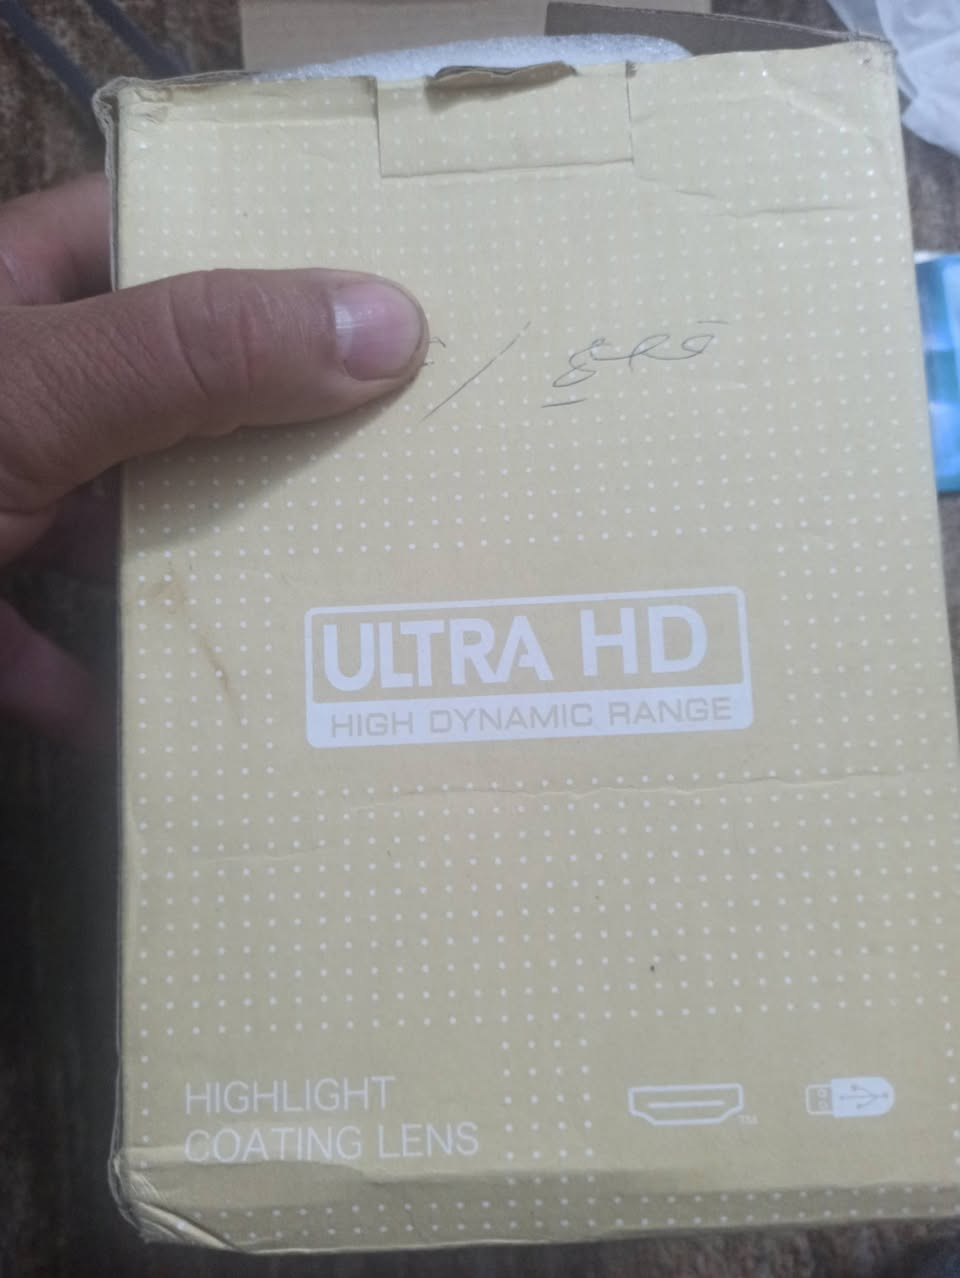 ULTRA HD
HIGH DYNAMIC RANGE
HIGHLIGHT
COATING LENS